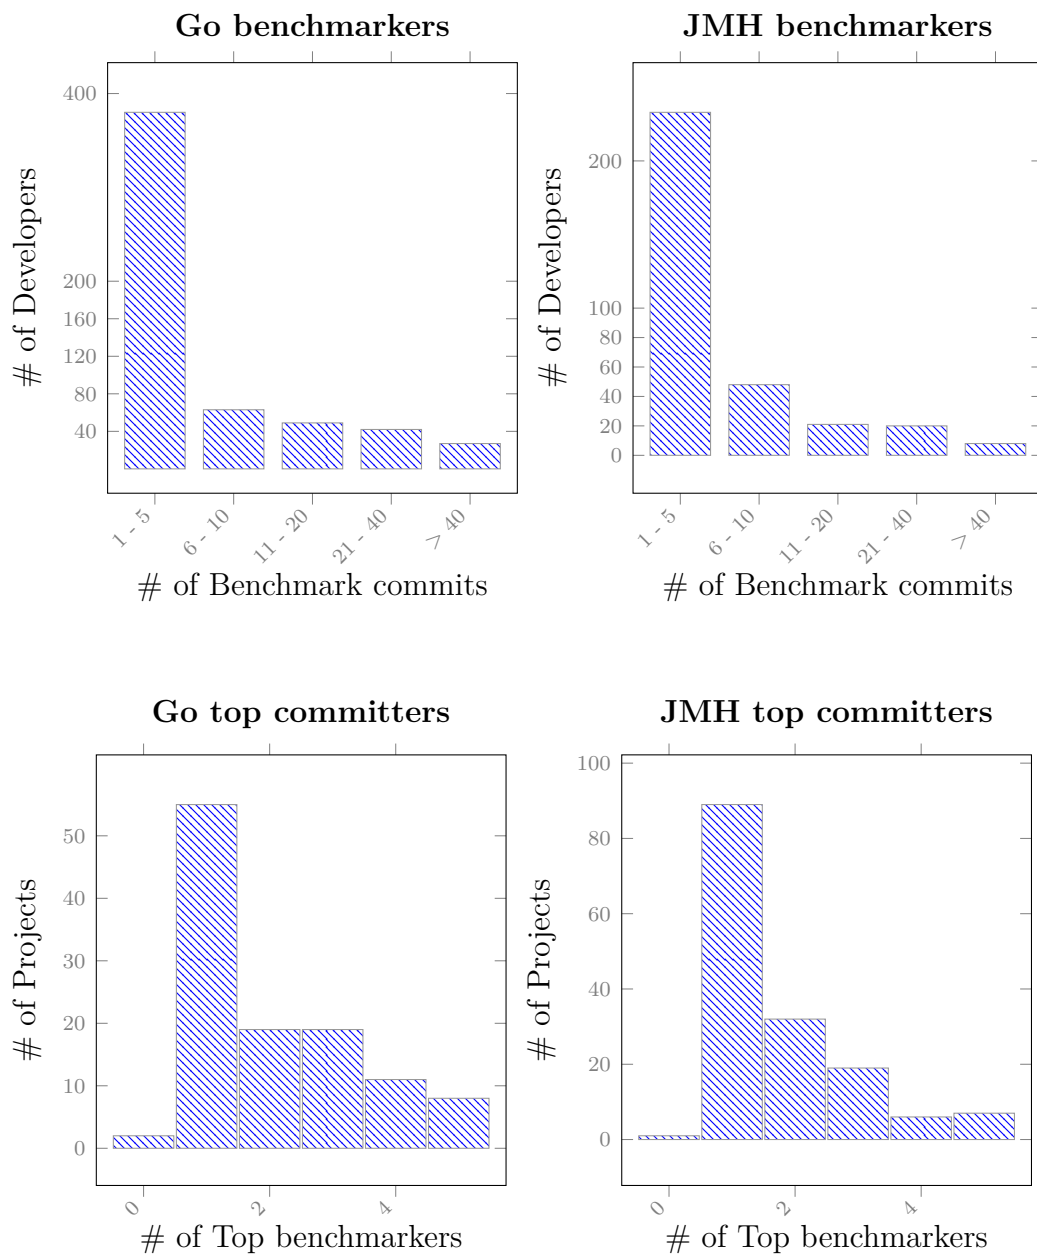 Go benchmarkers
400
200
160
120
80
40
# of Developers
1 - 5
6 - 10
11 - 20
21 - 40
> 40
# of Benchmark commits
JMH benchmarkers
200
100
80
60
40
20
0
# of Developers
1 - 5
6 - 10
11 - 20
21 - 40
> 40
# of Benchmark commits
Go top committers
50
40
30
20
10
0
# of Projects
0
2
4
# of Top benchmarkers
JMH top committers
100
80
60
40
20
0
# of Projects
0
2
4
# of Top benchmarkers